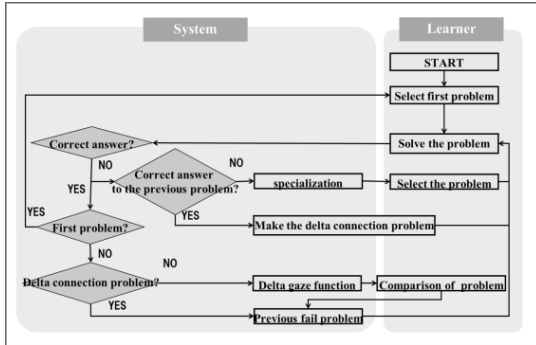 System
Learner
START
Select first problem
Correct answer?
Solve the problem
NO
YES
Correct answer
to the previous problem?
NO
specialization
Select the problem
YES
YES
Make the delta connection problem
First problem?
NO
NO
Delta connection problem?
Delta gaze function
Comparison of problem
YES
Previous fail problem